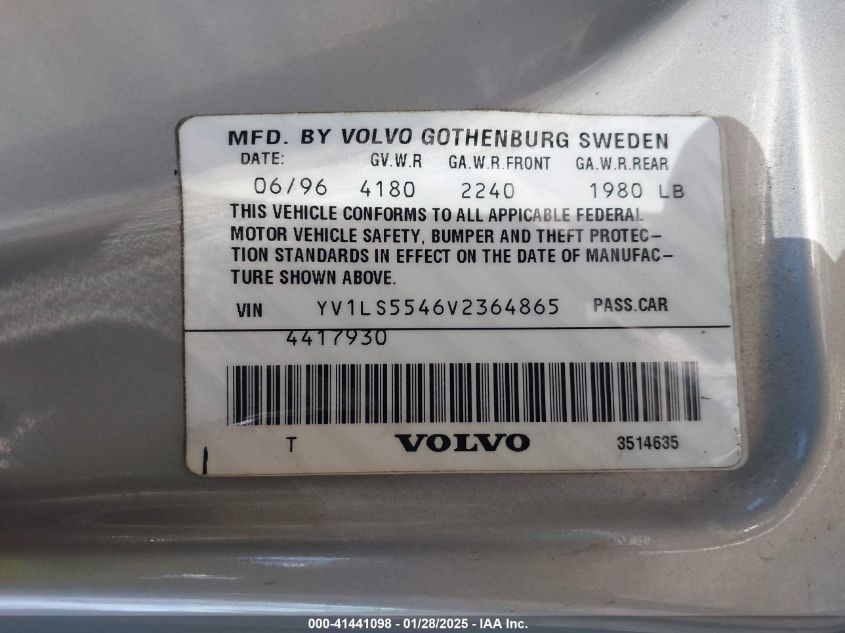 MFD. BY VOLVO GOTHENBURG SWEDEN
DATE: GV.W.R GA.W.R.FRONT GA.W.R.REAR
06/96 4180 2240 1980 LB
THIS VEHICLE CONFORMS TO ALL APPICABLE FEDERAL
MOTOR VEHICLE SAFETY, BUMPER AND THEFT PROTEC-
TION STANDARDS IN EFFECT ON THE DATE OF MANUFAC-
TURE SHOWN ABOVE.
VIN YV1LS5546V2364865 PASS.CAR
4417930
T VOLVO 3514635
000-41441098 - 01/28/2025 - IAA Inc.